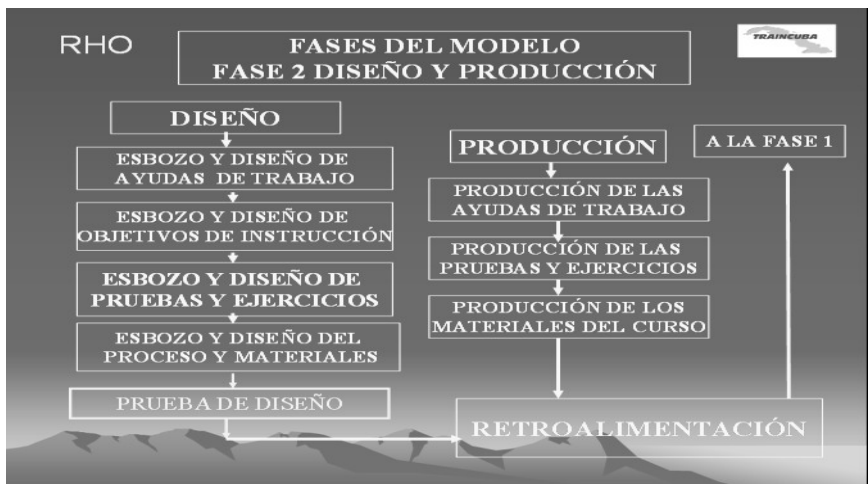 RHO
FASES DEL MODELO
FASE 2 DISEÑO Y PRODUCCIÓN
TRAINCUBA
DISEÑO
ESBOZO Y DISEÑO DE
AYUDAS DE TRABAJO
ESBOZO Y DISEÑO DE
OBJETIVOS DE INSTRUCCIÓN
ESBOZO Y DISEÑO DE
PRUEBAS Y EJERCICIOS
ESBOZO Y DISEÑO DEL
PROCESO Y MATERIALES
PRUEBA DE DISEÑO
PRODUCCIÓN
PRODUCCIÓN DE LAS
AYUDAS DE TRABAJO
PRODUCCIÓN DE LAS
PRUEBAS Y EJERCICIOS
PRODUCCIÓN DE LOS
MATERIALES DEL CURSO
A LA FASE 1
RETROALIMENTACIÓN